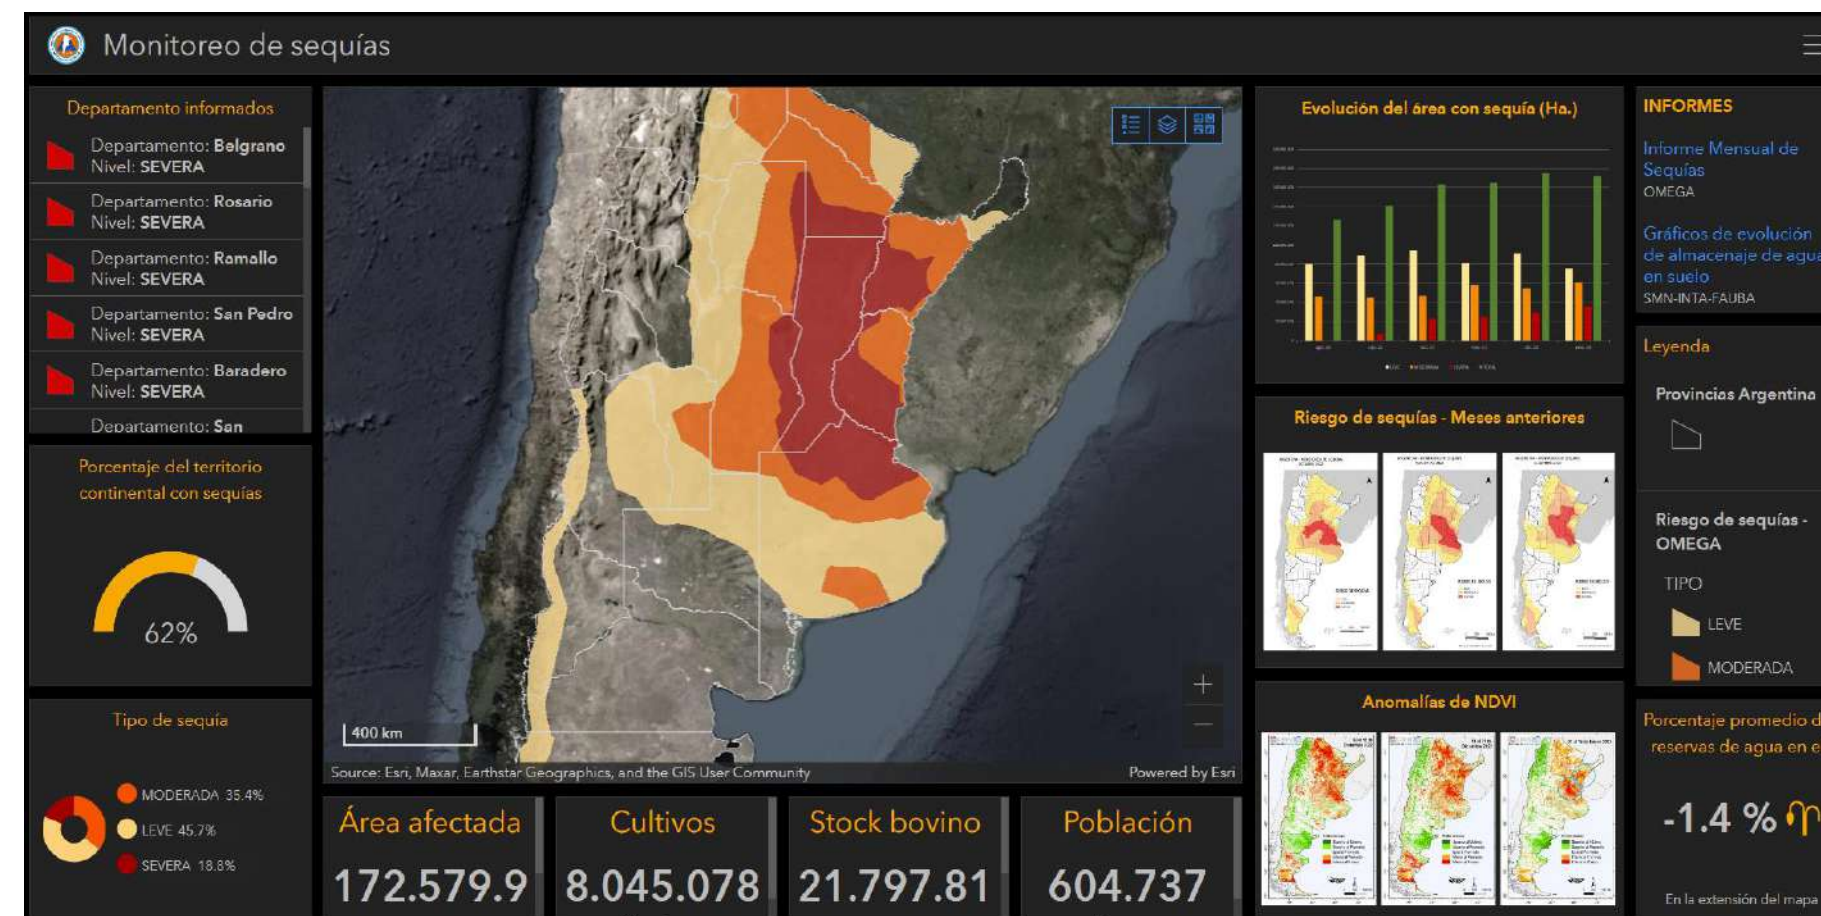 Monitoreo de sequías
Departamento informados
Departamento: Belgrano
Nivel: SEVERA
Departamento: Rosario
Nivel: SEVERA
Departamento: Ramallo
Nivel: SEVERA
Departamento: San Pedro
Nivel: SEVERA
Departamento: Baradero
Nivel: SEVERA
Departamento: San
Porcentaje del territorio
continental con sequías
62%
Tipo de sequía
MODERADA 35.4%
LEVE 45.7%
SEVERA 18.8%
400 km
Source: Esri, Maxar, Earthstar Geographics, and the GIS User Community
Powered by Esri
Área afectada
172.579.9
Cultivos
8.045.078
Stock bovino
21.797.81
Población
604.737
Evolución del área con sequía (Ha.)
Riesgo de sequías - Meses anteriores
Anomalías de NDVI
INFORMES
Informe Mensual de
Sequías
OMEGA
Gráficos de evolución
de almacenaje de agua
en suelo
SMN-INTA-FAUBA
Leyenda
Provincias Argentina
Riesgo de sequías -
OMEGA
TIPO
LEVE
MODERADA
Porcentaje promedio d
reservas de agua en e
-1.4 %
En la extensión del mapa